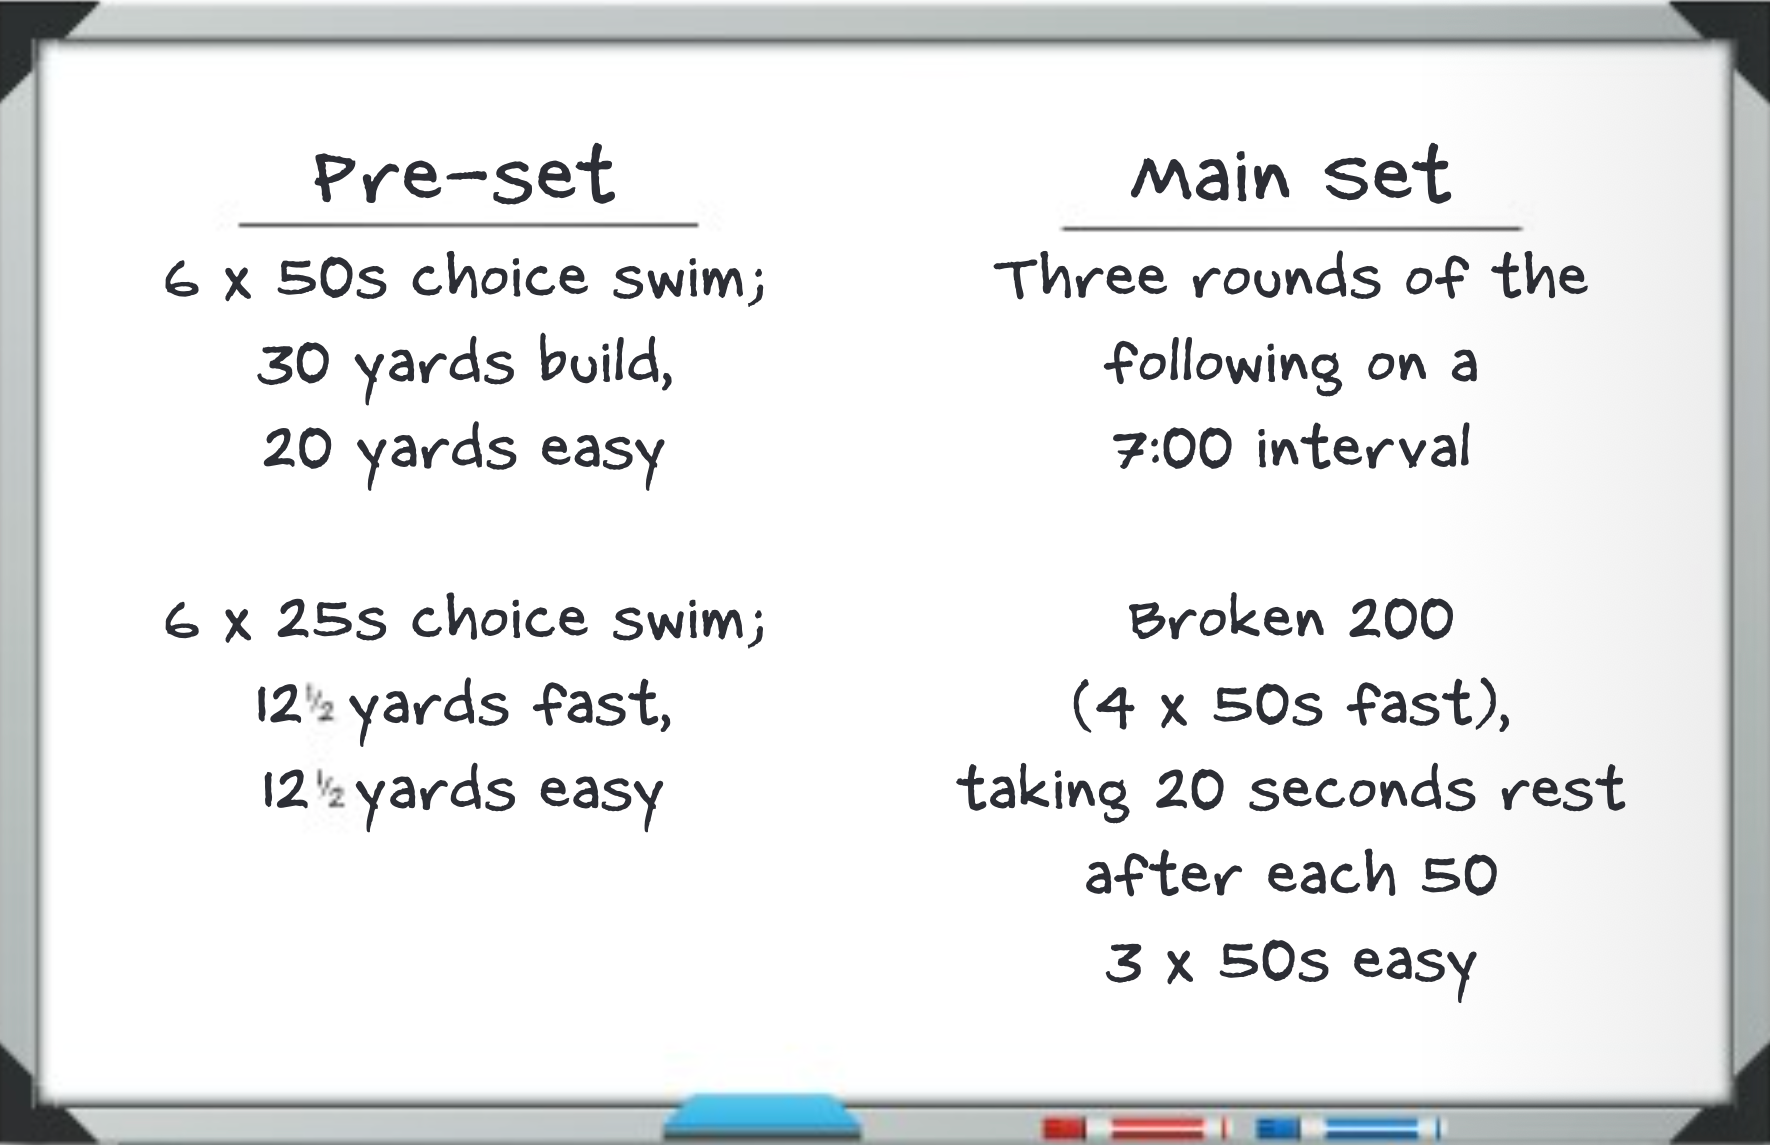 Pre-set
6 x 50s choice swim;
30 yards build,
20 yards easy
6 x 25s choice swim;
12½ yards fast,
12½ yards easy
Main set
Three rounds of the
following on a
7:00 interval
Broken 200
(4 x 50s fast),
taking 20 seconds rest
after each 50
3 x 50s easy